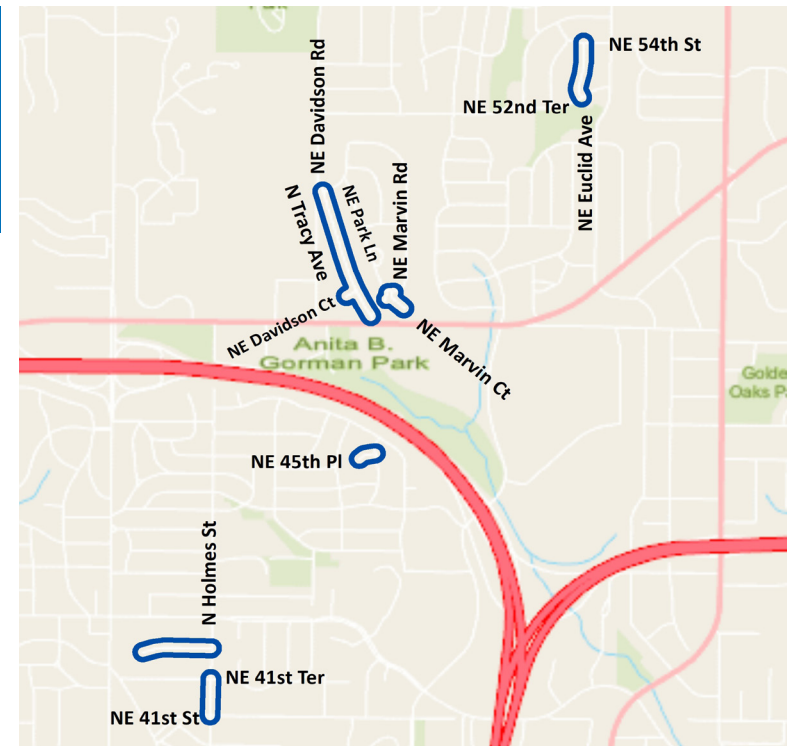 NE 54th St
NE 52nd Ter
NE Euclid Ave
NE Davidson Rd
N Tracy Ave
NE Park Ln
NE Marvin Rd
NE Davidson Ct
NE Marvin Ct
Anita B.
Gorman Park
NE 45th Pl
N Holmes St
NE 41st Ter
NE 41st St